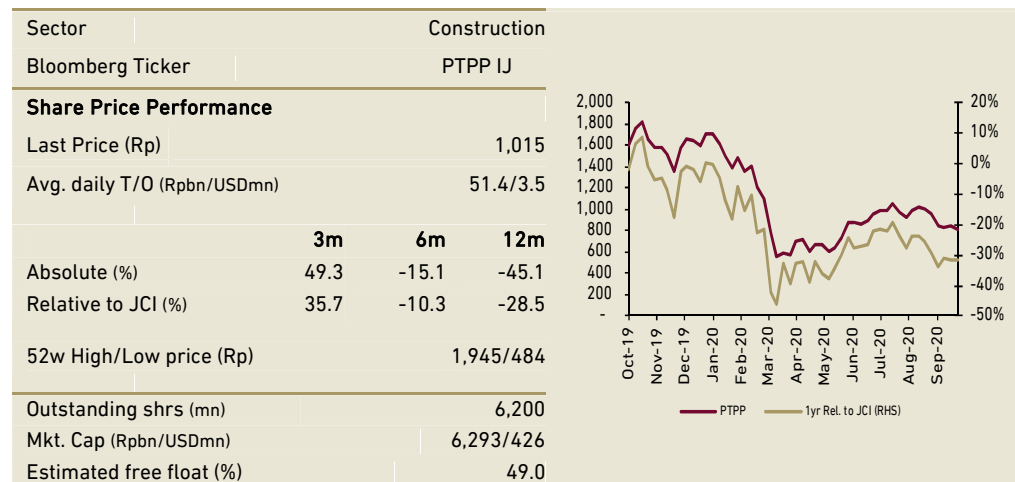 Sector Construction
Bloomberg Ticker PTPP IJ
Share Price Performance
Last Price (Rp) 1,015
Avg. daily T/O (Rpbn/USDmn) 51.4/3.5
3m 6m 12m
Absolute (%) 49.3 -15.1 -45.1
Relative to JCI (%) 35.7 -10.3 -28.5
52w High/Low price (Rp) 1,945/484
Outstanding shrs (mn) 6,200
Mkt. Cap (Rpbn/USDmn) 6,293/426
Estimated free float (%) 49.0
2,000
1,800
1,600
1,400
1,200
1,000
800
600
400
200
-
20%
10%
0%
-10%
-20%
-30%
-40%
-50%
Oct-19
Nov-19
Dec-19
Jan-20
Feb-20
Mar-20
Apr-20
May-20
Jun-20
Jul-20
Aug-20
Sep-20
PTPP 1yr Rel. to JCI (RHS)